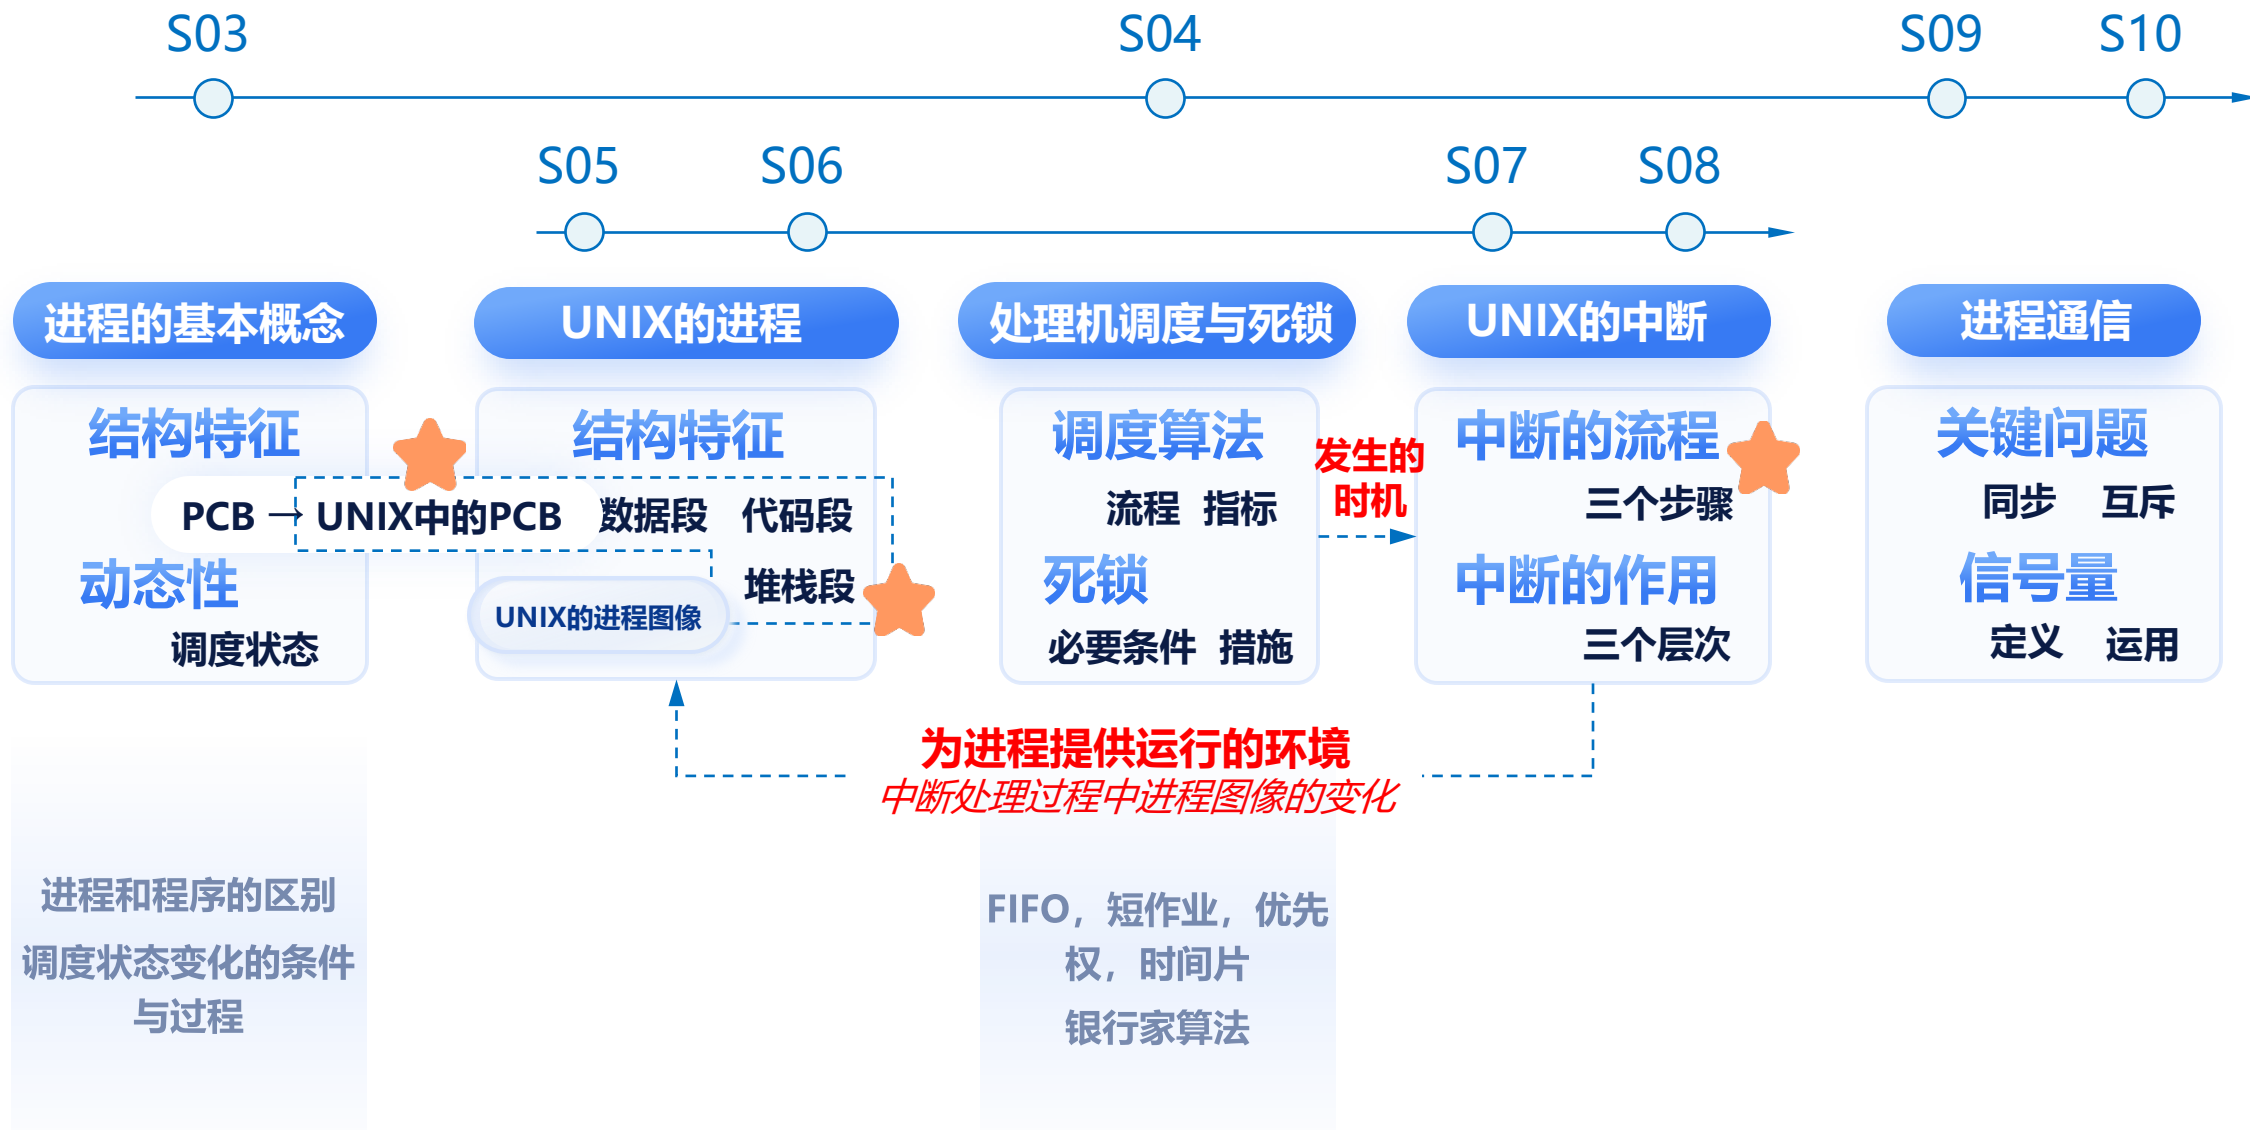 S03
S04
S09
S10
S05
S06
S07
S08
进程的基本概念
UNIX的进程
处理机调度与死锁
UNIX的中断
进程通信
结构特征
PCB → UNIX中的PCB
动态性
调度状态
结构特征
数据段 代码段
堆栈段
UNIX的进程图像
调度算法
流程 指标
死锁
必要条件 措施
发生的
时机
中断的流程
三个步骤
中断的作用
三个层次
关键问题
同步 互斥
信号量
定义 运用
为进程提供运行的环境
中断处理过程中进程图像的变化
进程和程序的区别
调度状态变化的条件
与过程
FIFO，短作业，优先
权，时间片
银行家算法